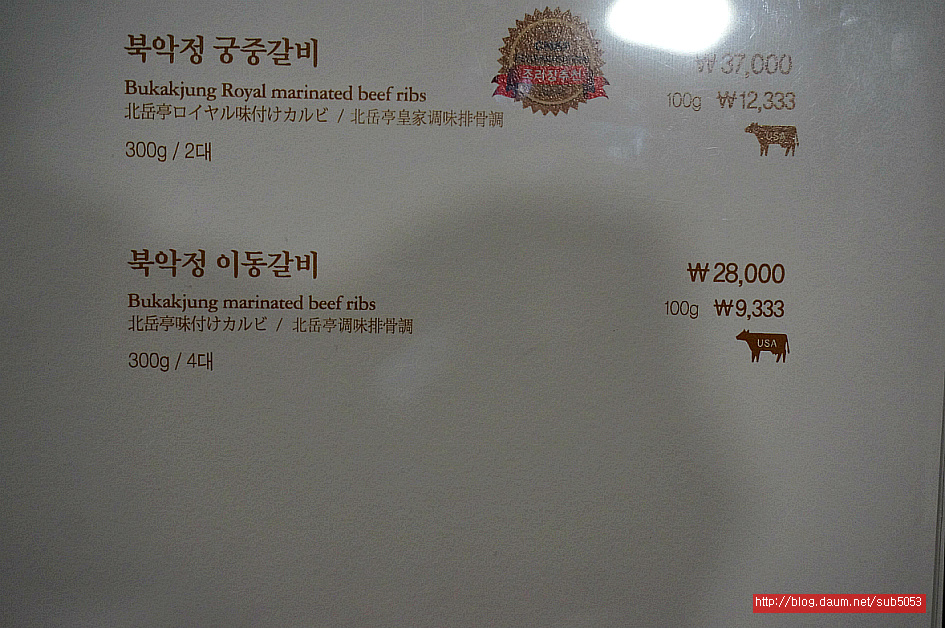 북악정 궁중갈비
₩37,000
Bukakjung Royal marinated beef ribs
100g ₩12,333
北岳亭ロイヤル味付けカルビ / 北岳亭皇家调味排骨調
USA
300g / 2대
북악정 이동갈비
₩28,000
Bukakjung marinated beef ribs
100g ₩9,333
北岳亭味付けカルビ / 北岳亭调味排骨調
USA
300g / 4대
http://blog.daum.net/sub5053